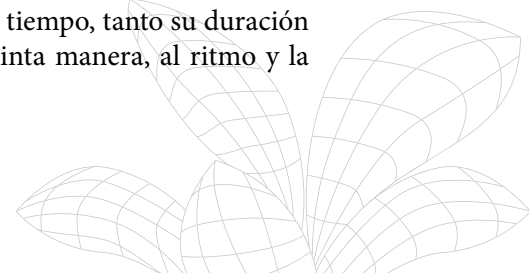 tiempo, tanto su duración
inta manera, al ritmo y la